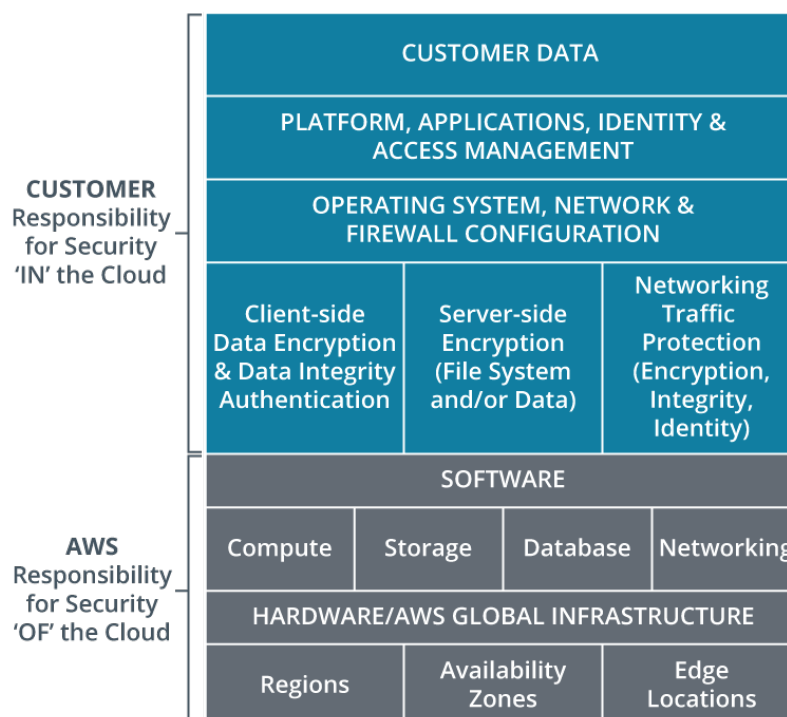 CUSTOMER
Responsibility
for Security
‘IN’ the Cloud
CUSTOMER DATA
PLATFORM, APPLICATIONS, IDENTITY &
ACCESS MANAGEMENT
OPERATING SYSTEM, NETWORK &
FIREWALL CONFIGURATION
Client-side
Data Encryption
& Data Integrity
Authentication
Server-side
Encryption
(File System
and/or Data)
Networking
Traffic
Protection
(Encryption,
Integrity,
Identity)
AWS
Responsibility
for Security
‘OF’ the Cloud
SOFTWARE
Compute
Storage
Database
Networking
HARDWARE/AWS GLOBAL INFRASTRUCTURE
Regions
Availability
Zones
Edge
Locations